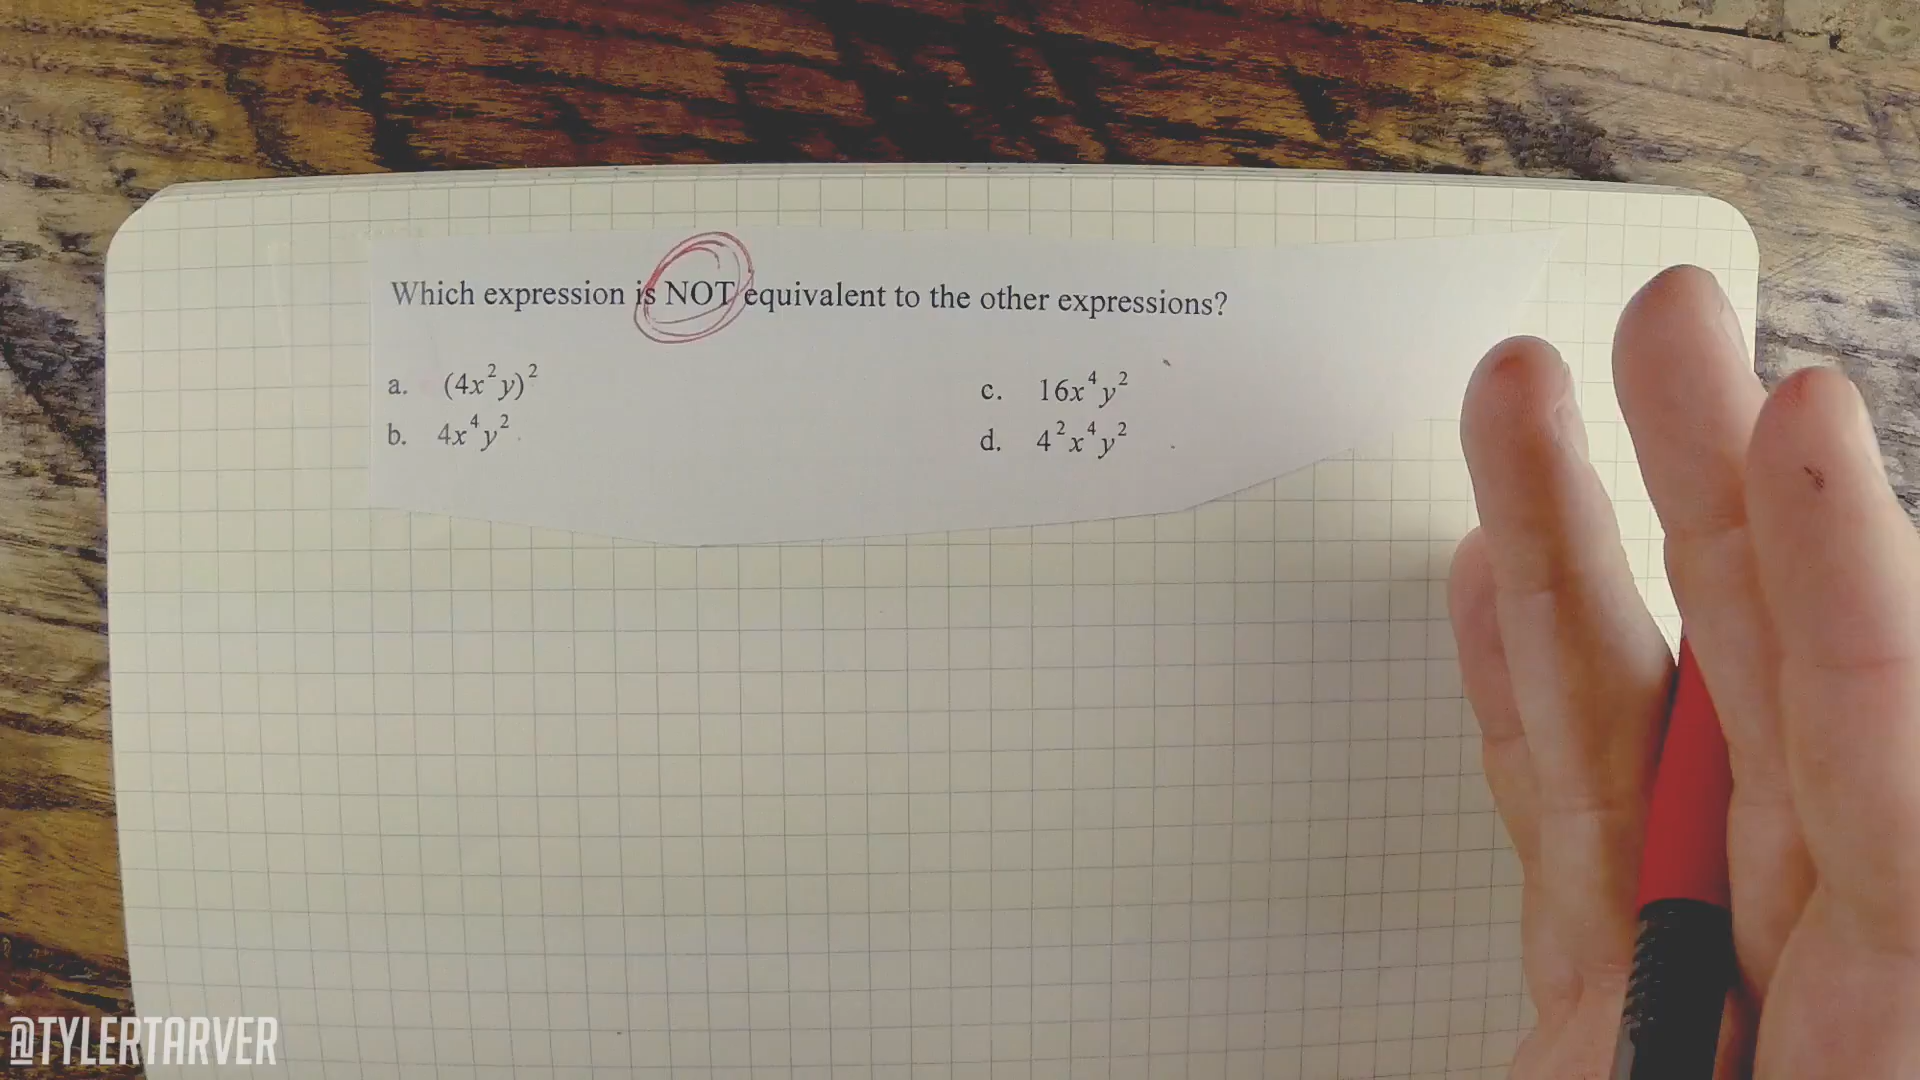 Which expression is NOT equivalent to the other expressions?
a. (4x²y)²
b. 4x⁴y²
c. 16x⁴y²
d. 4²x⁴y²
@TYLERTARVER